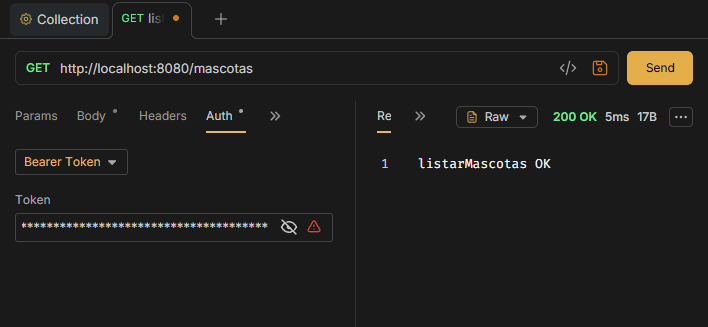 Collection
GET lis
GET http://localhost:8080/mascotas
Send
Params Body Headers Auth
Bearer Token
Token
***************************************
Re
Raw 200 OK 5ms 17B
1 listarMascotas OK